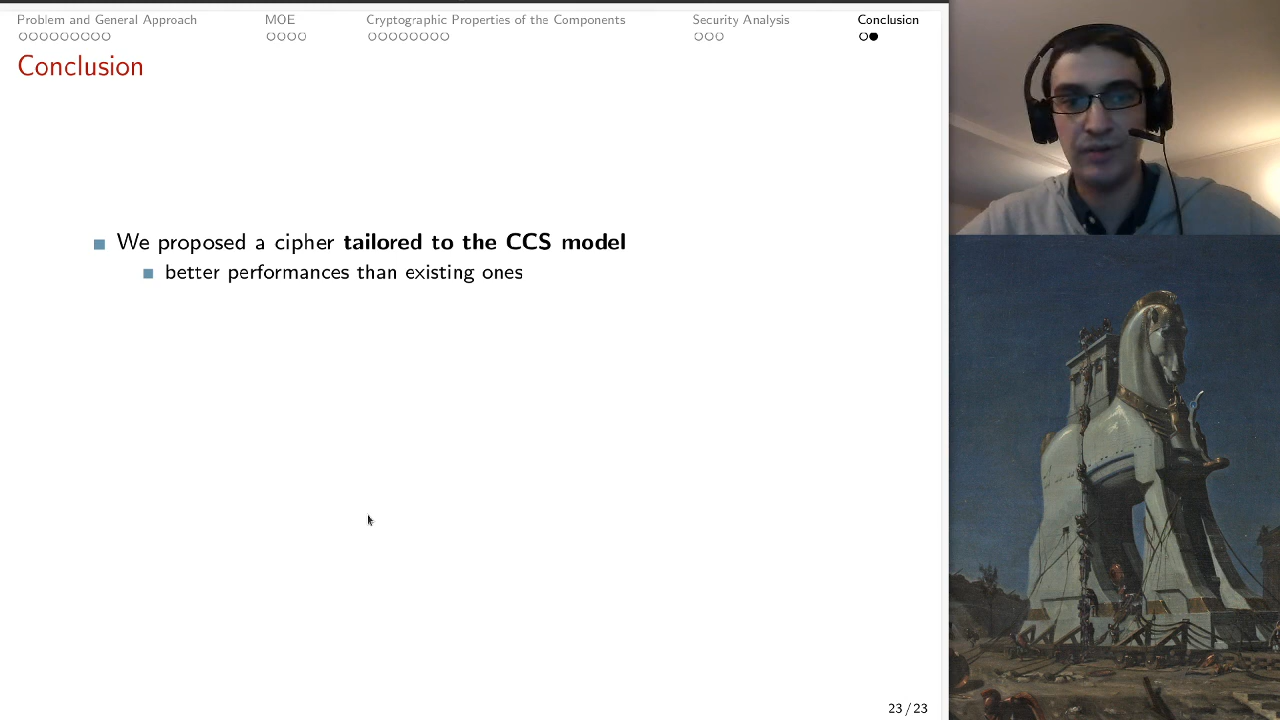 Problem and General Approach
MOE
Cryptographic Properties of the Components
Security Analysis
Conclusion
Conclusion
We proposed a cipher tailored to the CCS model
better performances than existing ones
23 / 23